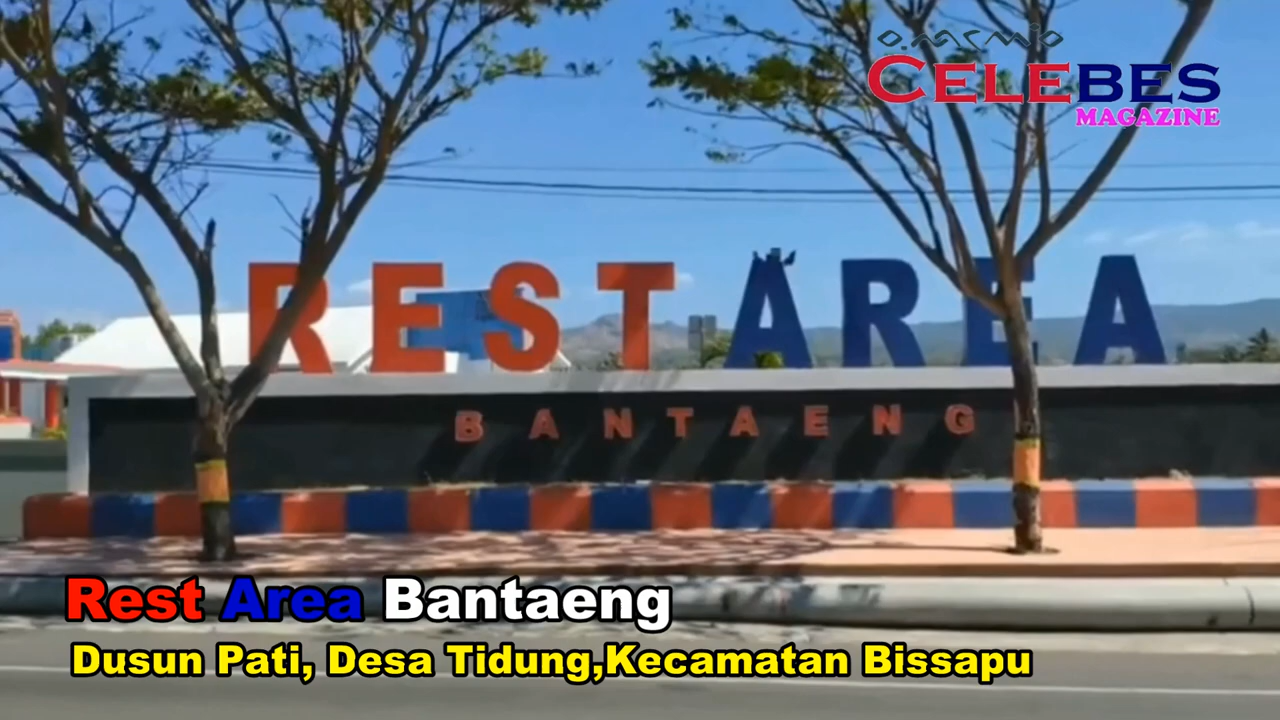 CELEBES
MAGAZINE
REST AREA
BANTAENG
Rest Area Bantaeng
Dusun Pati, Desa Tidung,Kecamatan Bissapu